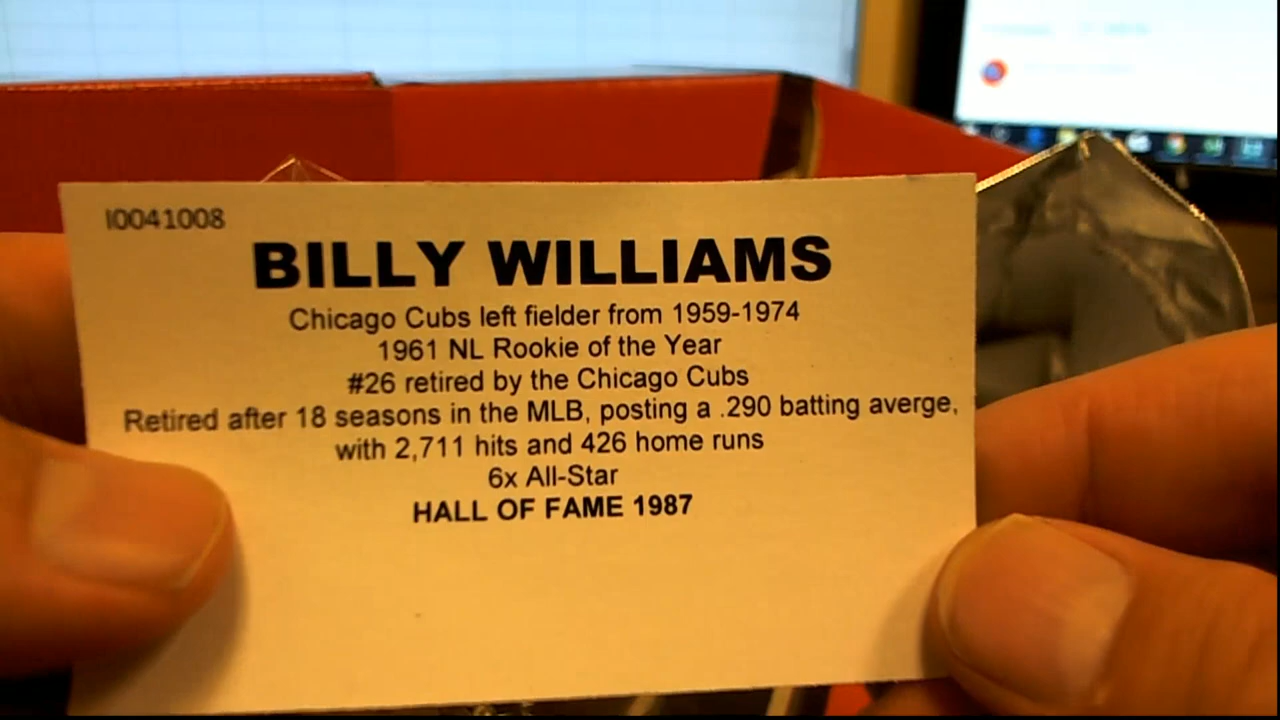 I0041008
BILLY WILLIAMS
Chicago Cubs left fielder from 1959-1974
1961 NL Rookie of the Year
#26 retired by the Chicago Cubs
Retired after 18 seasons in the MLB, posting a .290 batting averge,
with 2,711 hits and 426 home runs
6x All-Star
HALL OF FAME 1987